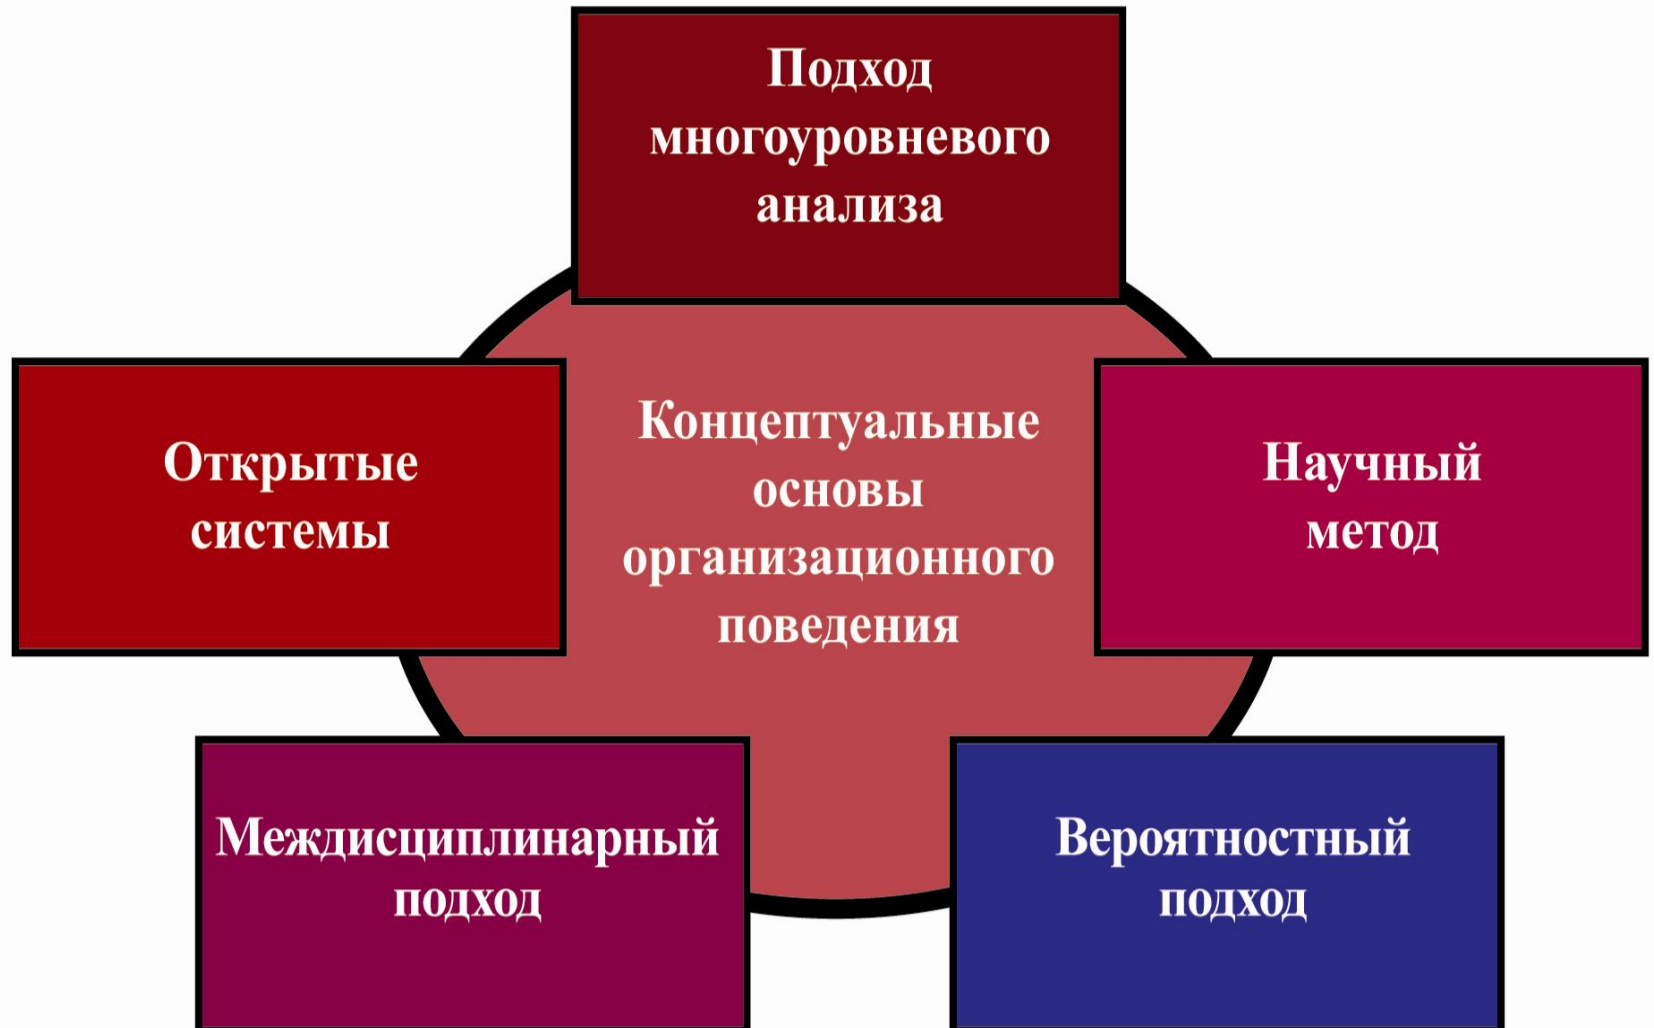 Подход
многоуровневого
анализа
Открытые
системы
Концептуальные
основы
организационного
поведения
Научный
метод
Междисциплинарный
подход
Вероятностный
подход